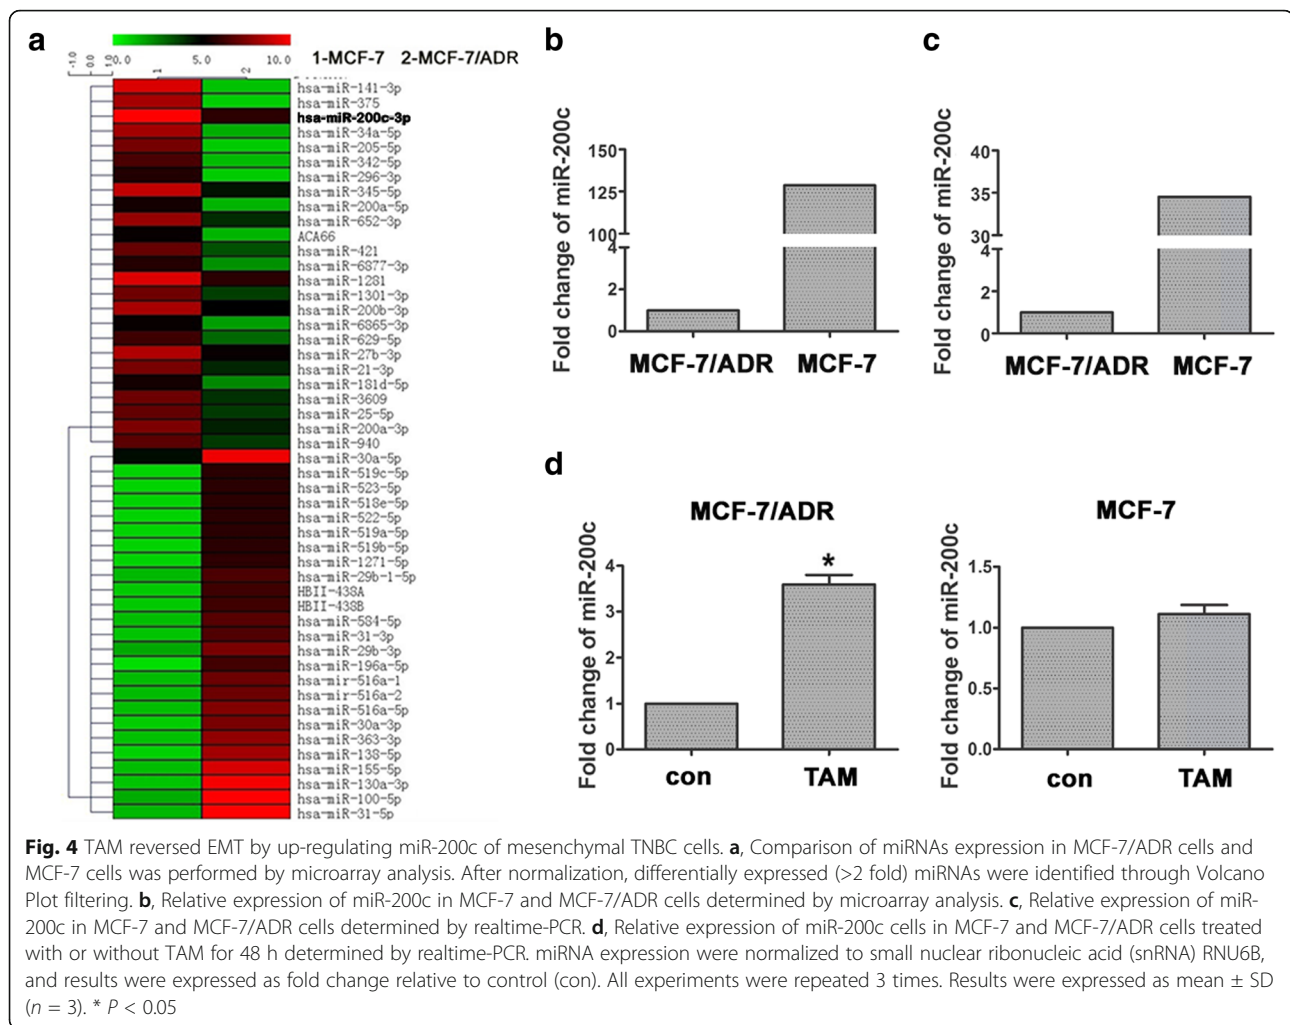 a
0.0 5.0 10.0
-1.0 0.0 1.0
1 2
1-MCF-7 2-MCF-7/ADR
hsa-miR-141-3p
hsa-miR-375
hsa-miR-200c-3p
hsa-miR-34a-5p
hsa-miR-205-5p
hsa-miR-342-5p
hsa-miR-296-3p
hsa-miR-345-5p
hsa-miR-200a-5p
hsa-miR-652-3p
ACA66
hsa-miR-421
hsa-miR-6877-3p
hsa-miR-1281
hsa-miR-1301-3p
hsa-miR-200b-3p
hsa-miR-6865-3p
hsa-miR-629-5p
hsa-miR-27b-3p
hsa-miR-21-3p
hsa-miR-181d-5p
hsa-miR-3609
hsa-miR-25-5p
hsa-miR-200a-3p
hsa-miR-940
hsa-miR-30a-5p
hsa-miR-519c-5p
hsa-miR-523-5p
hsa-miR-518e-5p
hsa-miR-522-5p
hsa-miR-519a-5p
hsa-miR-519b-5p
hsa-miR-1271-5p
hsa-miR-29b-1-5p
HBII-438A
HBII-438B
hsa-miR-584-5p
hsa-miR-31-3p
hsa-miR-29b-3p
hsa-miR-196a-5p
hsa-mir-516a-1
hsa-mir-516a-2
hsa-miR-516a-5p
hsa-miR-30a-3p
hsa-miR-363-3p
hsa-miR-138-5p
hsa-miR-155-5p
hsa-miR-130a-3p
hsa-miR-100-5p
hsa-miR-31-5p
b
Fold change of miR-200c
150
125
100
4
2
0
MCF-7/ADR MCF-7
c
Fold change of miR-200c
40
35
30
4
2
0
MCF-7/ADR MCF-7
d
MCF-7/ADR
Fold change of miR-200c
4
3
2
1
0
*
con TAM
MCF-7
Fold change of miR-200c
1.5
1.0
0.5
0.0
con TAM
Fig. 4 TAM reversed EMT by up-regulating miR-200c of mesenchymal TNBC cells. a, Comparison of miRNAs expression in MCF-7/ADR cells and
MCF-7 cells was performed by microarray analysis. After normalization, differentially expressed (>2 fold) miRNAs were identified through Volcano
Plot filtering. b, Relative expression of miR-200c in MCF-7 and MCF-7/ADR cells determined by microarray analysis. c, Relative expression of miR-
200c in MCF-7 and MCF-7/ADR cells determined by realtime-PCR. d, Relative expression of miR-200c cells in MCF-7 and MCF-7/ADR cells treated
with or without TAM for 48 h determined by realtime-PCR. miRNA expression were normalized to small nuclear ribonucleic acid (snRNA) RNU6B,
and results were expressed as fold change relative to control (con). All experiments were repeated 3 times. Results were expressed as mean ± SD
(n = 3). * P < 0.05